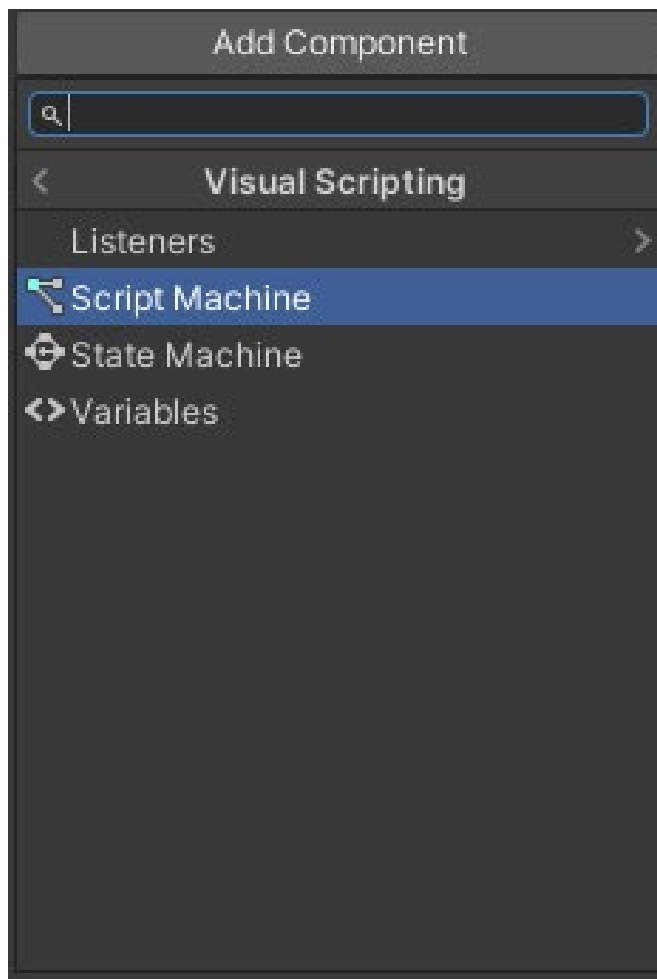 Add Component
Visual Scripting
Listeners
Script Machine
State Machine
Variables